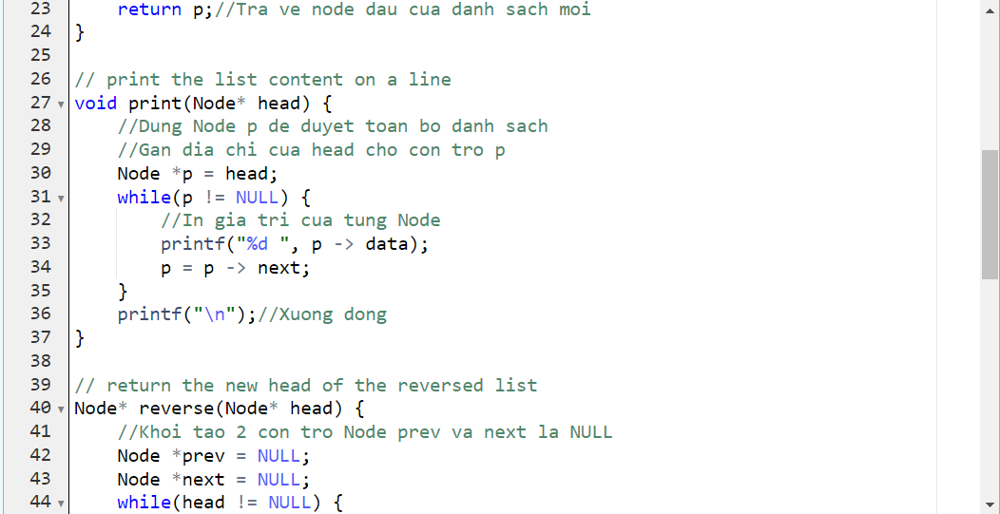 23     return p;//Tra ve node dau cua danh sach moi
24 }
25
26 // print the list content on a line
27 void print(Node* head) {
28     //Dung Node p de duyet toan bo danh sach
29     //Gan dia chi cua head cho con tro p
30     Node *p = head;
31     while(p != NULL) {
32         //In gia tri cua tung Node
33         printf("%d ", p -> data);
34         p = p -> next;
35     }
36     printf("\n");//Xuong dong
37 }
38
39 // return the new head of the reversed list
40 Node* reverse(Node* head) {
41     //Khoi tao 2 con tro Node prev va next la NULL
42     Node *prev = NULL;
43     Node *next = NULL;
44     while(head != NULL) {